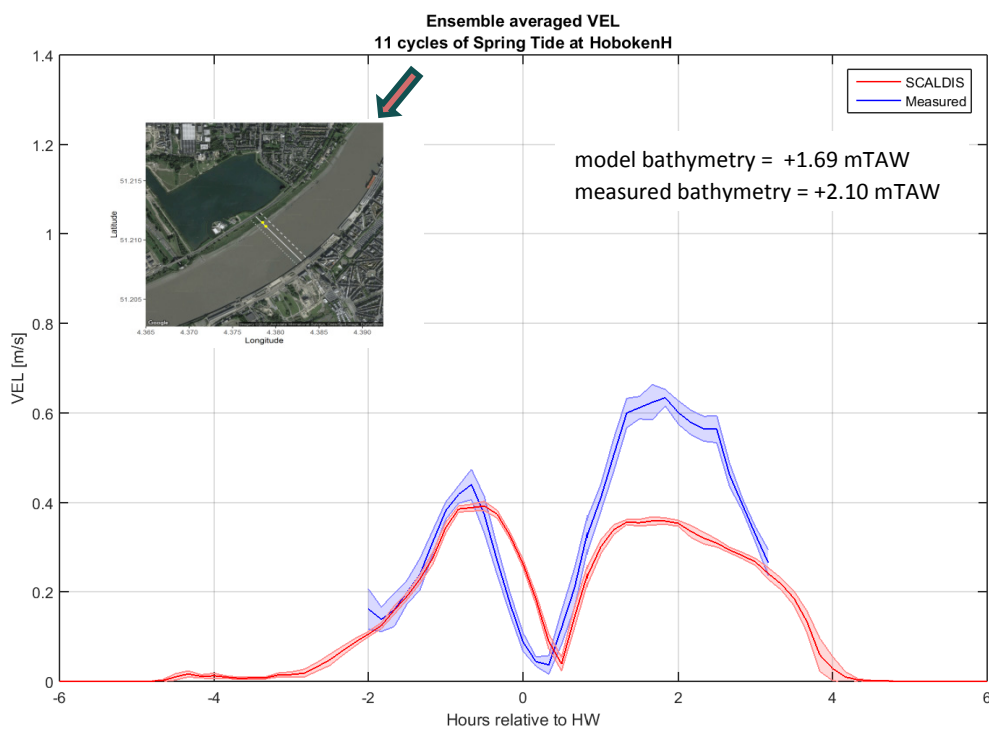 Ensemble averaged VEL
11 cycles of Spring Tide at HobokenH
1.4
1.2
1
0.8
0.6
0.4
0.2
0
VEL [m/s]
-6
-4
-2
0
2
4
6
Hours relative to HW
SCALDIS
Measured
model bathymetry = +1.69 mTAW
measured bathymetry = +2.10 mTAW
51.215
51.210
51.205
Latitude
4.365
4.370
4.375
4.380
4.385
4.390
Longitude
Google